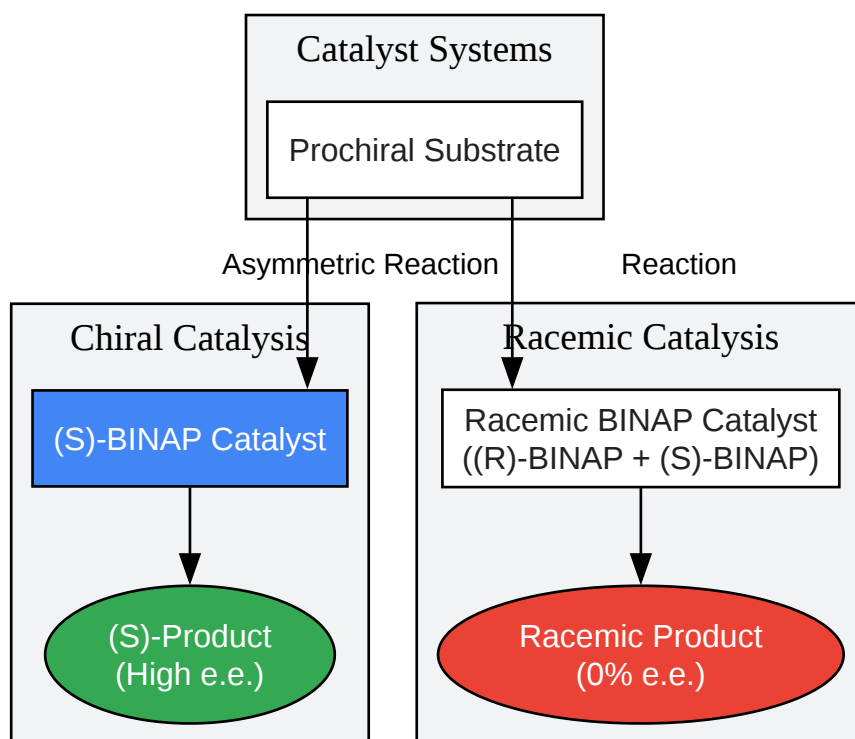 Catalyst Systems
Prochiral Substrate
Asymmetric Reaction
Reaction
Chiral Catalysis
(S)-BINAP Catalyst
(S)-Product
(High e.e.)
Racemic Catalysis
Racemic BINAP Catalyst
((R)-BINAP + (S)-BINAP)
Racemic Product
(0% e.e.)